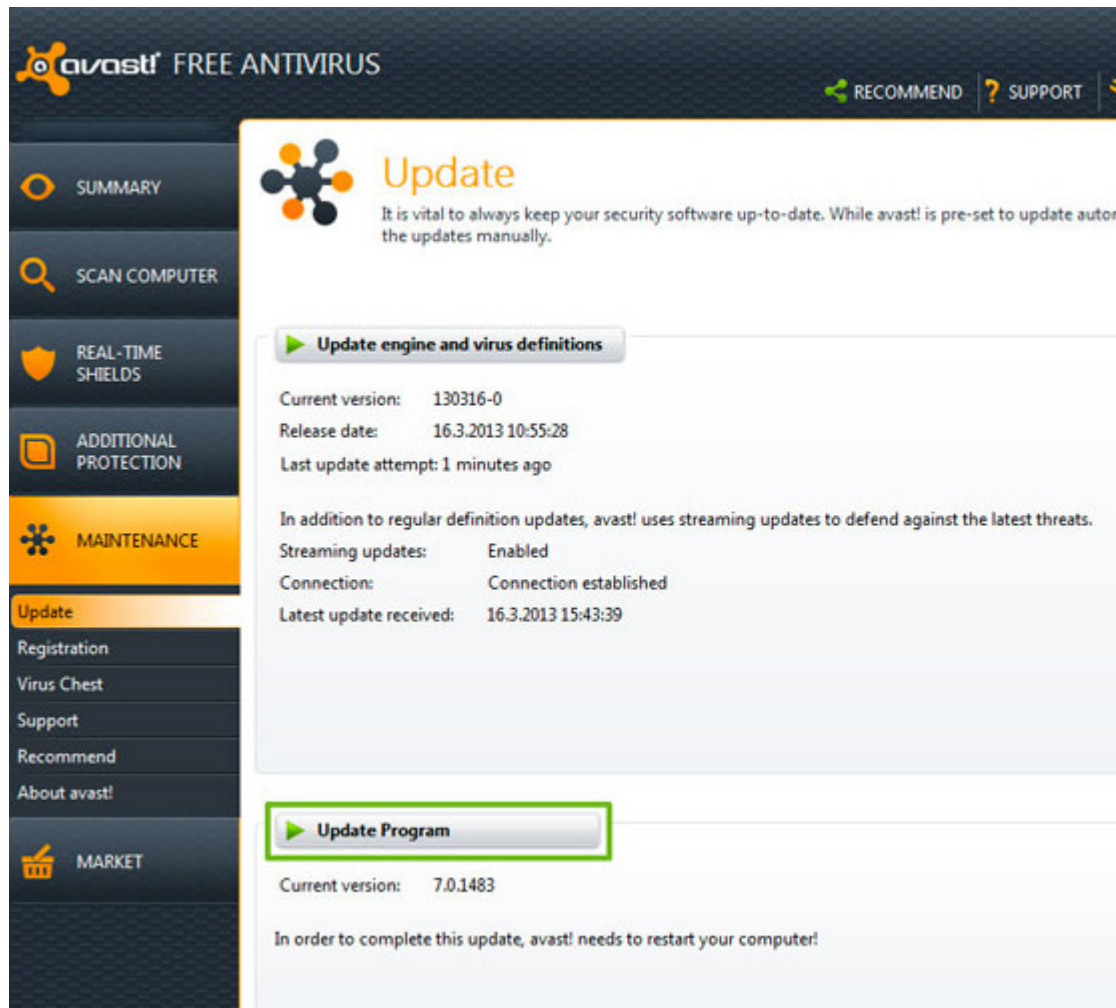 avast! FREE ANTIVIRUS
RECOMMEND
? SUPPORT
SUMMARY
SCAN COMPUTER
REAL-TIME
SHIELDS
ADDITIONAL
PROTECTION
MAINTENANCE
Update
Registration
Virus Chest
Support
Recommend
About avast!
MARKET
Update
It is vital to always keep your security software up-to-date. While avast! is pre-set to update
the updates manually.
Update engine and virus definitions
Current version: 130316-0
Release date: 16.3.2013 10:55:28
Last update attempt: 1 minutes ago
In addition to regular definition updates, avast! uses streaming updates to defend against the latest threats.
Streaming updates: Enabled
Connection: Connection established
Latest update received: 16.3.2013 15:43:39
Update Program
Current version: 7.0.1483
In order to complete this update, avast! needs to restart your computer!